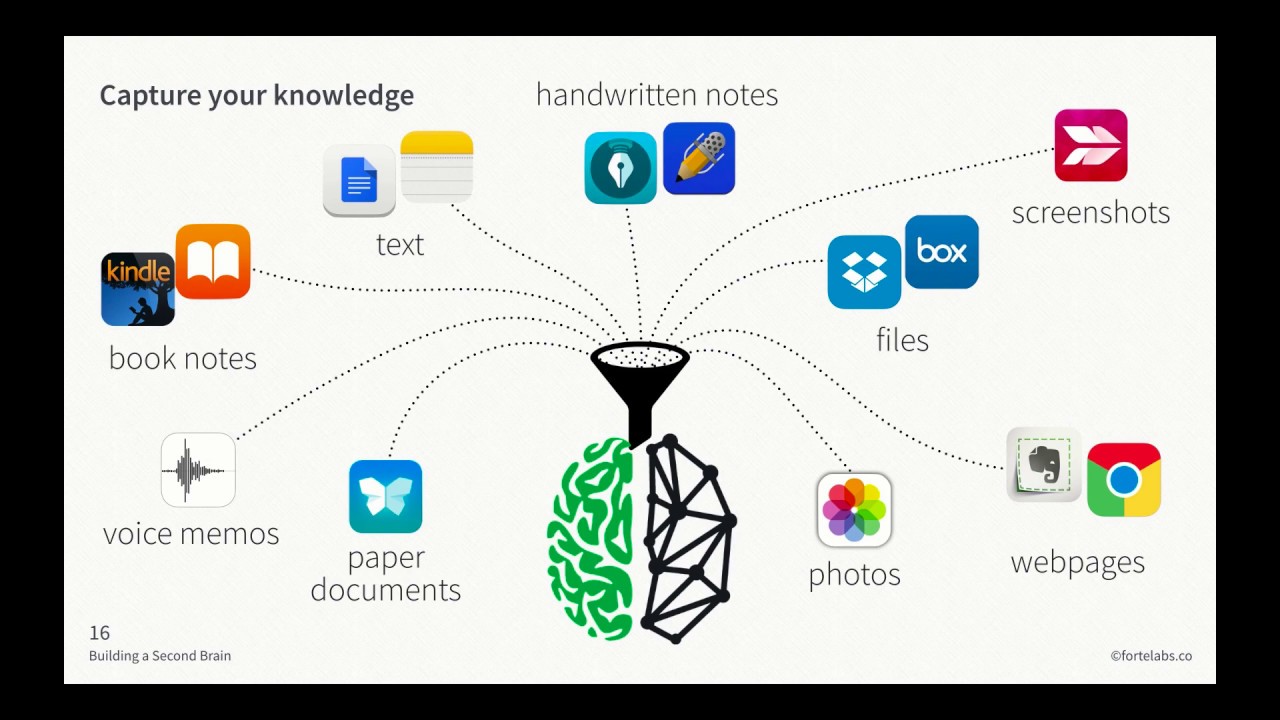 Capture your knowledge
handwritten notes
screenshots
text
kindle
book notes
box
files
voice memos
paper
documents
photos
webpages
16
Building a Second Brain
©fortelabs.co